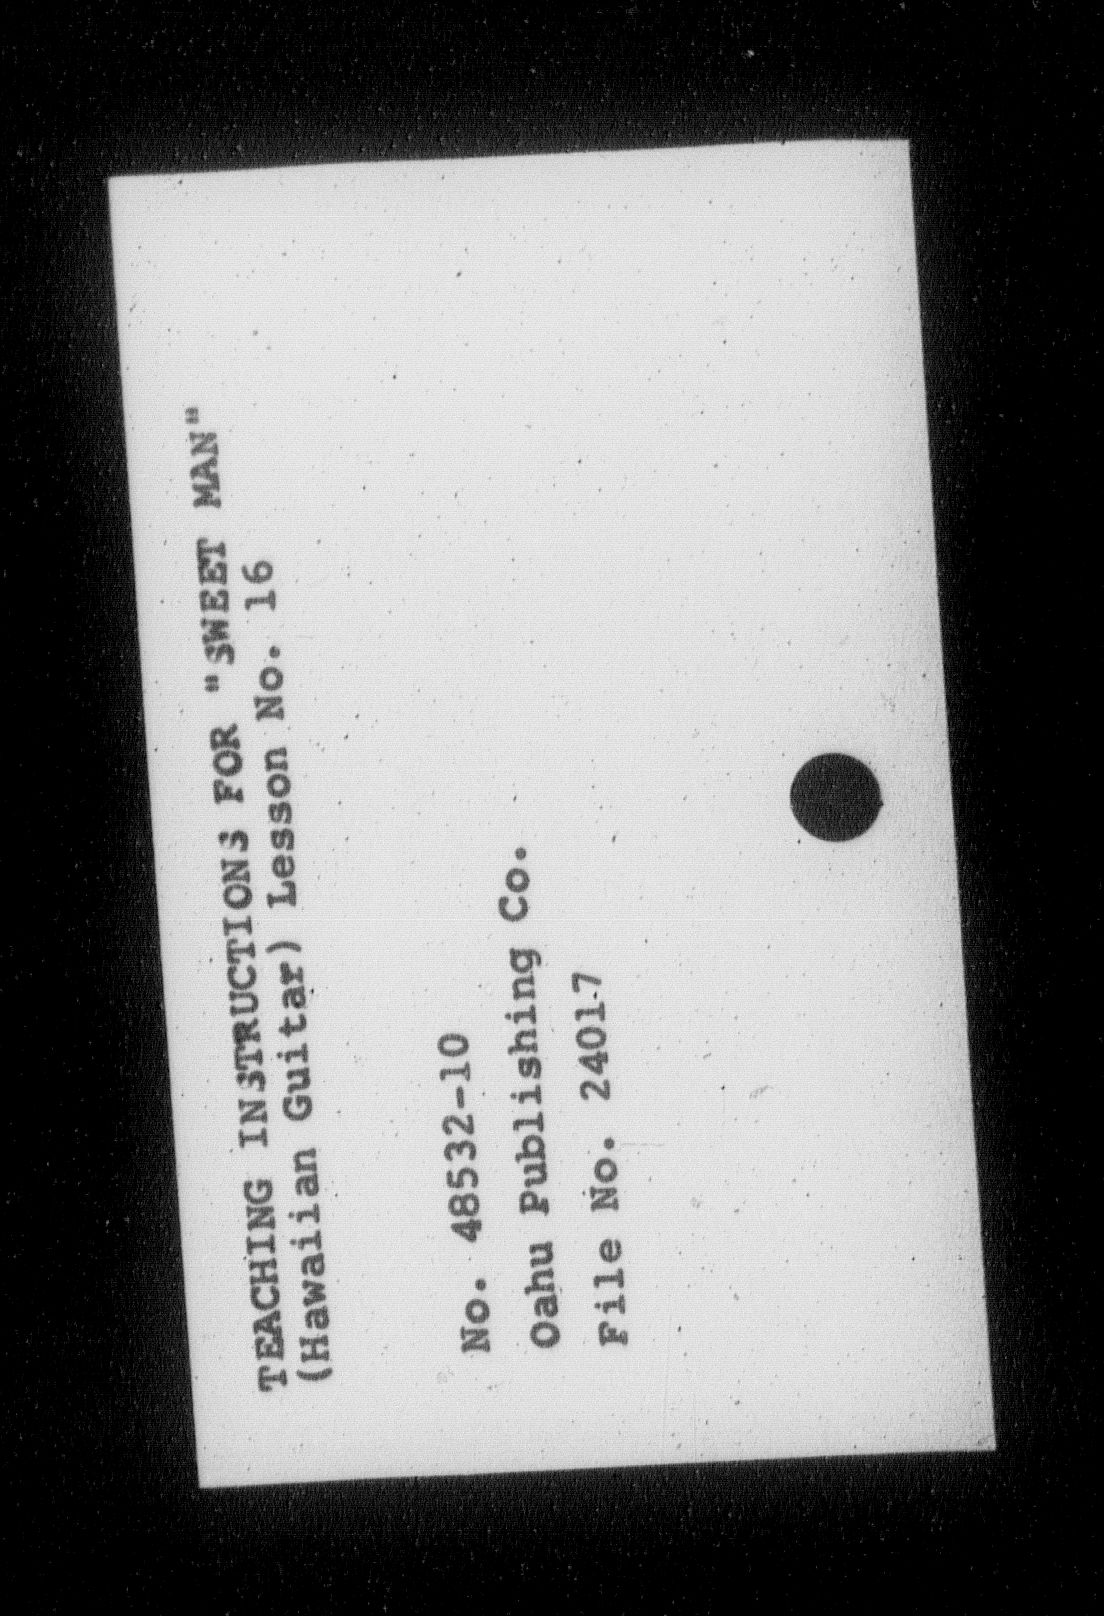 TEACHING INSTRUCTIONS FOR "SWEET MAN"
(Hawaiian Guitar) Lesson No. 16
No. 48532-10
Oahu Publishing Co.
File No. 24017